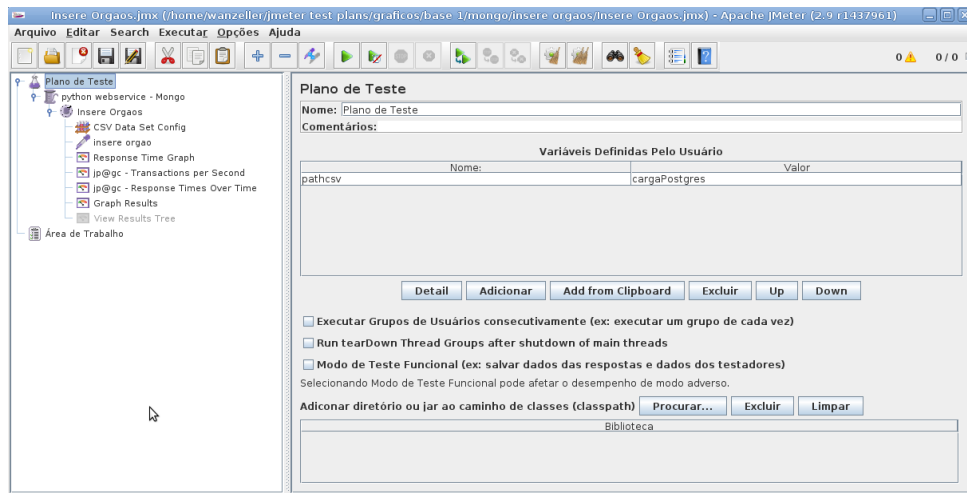 Insere Orgaos.jmx (/home/wanzeller/jmeter test plans/graficos/base 1/mongo/insere orgaos/Insere Orgaos.jmx) - Apache JMeter (2.9 r1437961)
Arquivo Editar Search Executar Opções Ajuda
0 0 / 0
Plano de Teste
python webservice - Mongo
Insere Orgaos
CSV Data Set Config
insere orgao
Response Time Graph
jp@gc - Transactions per Second
jp@gc - Response Times Over Time
Graph Results
View Results Tree
Área de Trabalho
Plano de Teste
Nome: Plano de Teste
Comentários:
Variáveis Definidas Pelo Usuário
Nome: Valor
pathcsv cargaPostgres
Detail Adicionar Add from Clipboard Excluir Up Down
Executar Grupos de Usuários consecutivamente (ex: executar um grupo de cada vez)
Run tearDown Thread Groups after shutdown of main threads
Modo de Teste Funcional (ex: salvar dados das respostas e dados dos testadores)
Selecionando Modo de Teste Funcional pode afetar o desempenho de modo adverso.
Adiconar diretório ou jar ao caminho de classes (classpath) Procurar... Excluir Limpar
Biblioteca